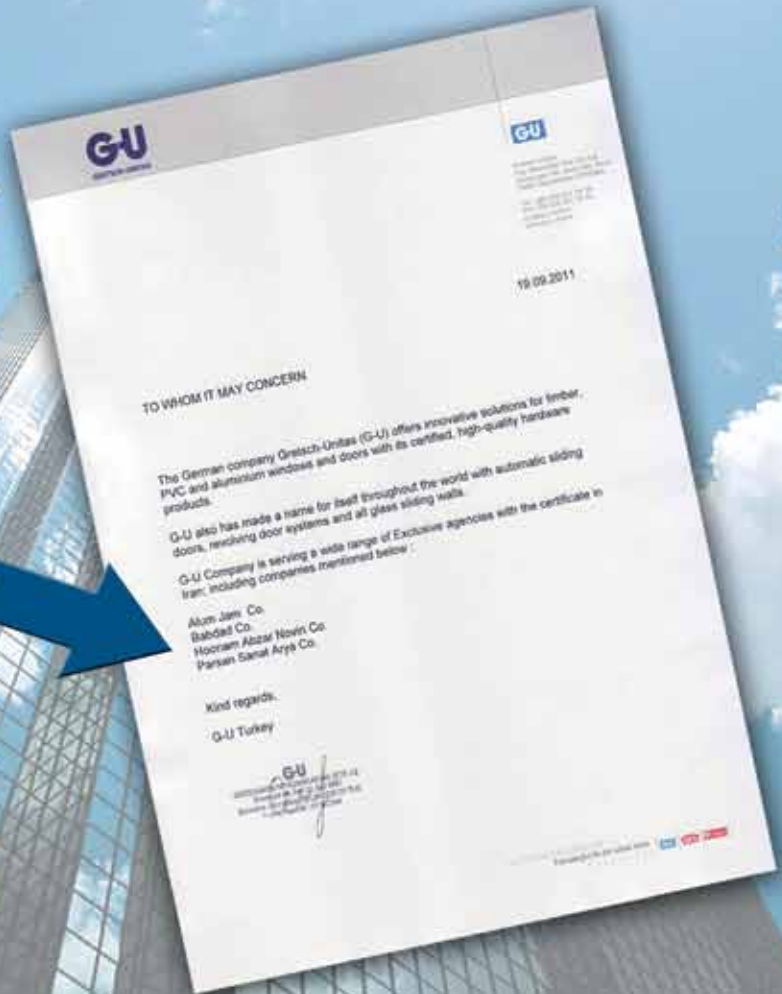 G-U
GRETSCH-UNITAS
G-U
19.09.2011
TO WHOM IT MAY CONCERN
The German company Gretsch-Unitas (G-U) offers innovative solutions for timber,
PVC and aluminium windows and doors with its certified, high-quality hardware
products.
G-U also has made a name for itself throughout the world with automatic sliding
doors, revolving door systems and all glass sliding walls.
G-U Company is serving a wide range of Exclusive agencies with the certificate in
Iran; including companies mentioned below :
Alum Jam Co.
Babdad Co.
Hoonam Abzar Novin Co.
Parsan Sanat Arya Co.
Kind regards,
G-U Turkey
G-U